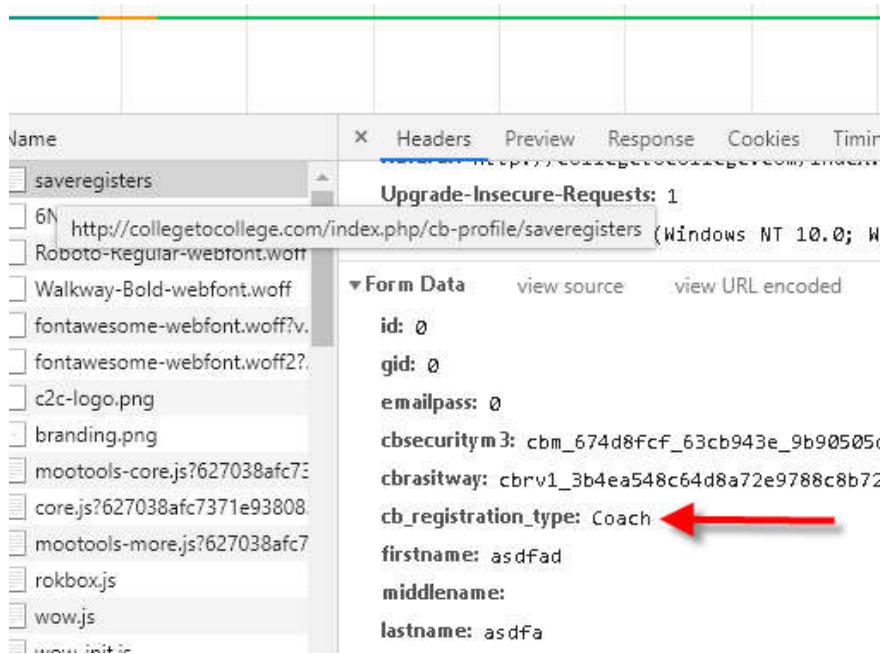 Name
saveregisters
http://collegetocollege.com/index.php/cb-profile/saveregisters
Roboto-Regular-webfont.woff
Walkway-Bold-webfont.woff
fontawesome-webfont.woff?v.
fontawesome-webfont.woff2?.
c2c-logo.png
branding.png
mootools-core.js?627038afc73
core.js?627038afc7371e93808.
mootools-more.js?627038afc7
rokbox.js
wow.js
wow-init.js
× Headers Preview Response Cookies Timin
Upgrade-Insecure-Requests: 1
(Windows NT 10.0; W
▼Form Data view source view URL encoded
id: 0
gid: 0
emailpass: 0
cbsecuritym3: cbm_674d8fcf_63cb943e_9b90505
cbrasitway: cbrv1_3b4ea548c64d8a72e9788c8b72
cb_registration_type: Coach
firstname: asdfad
middlename:
lastname: asdfa